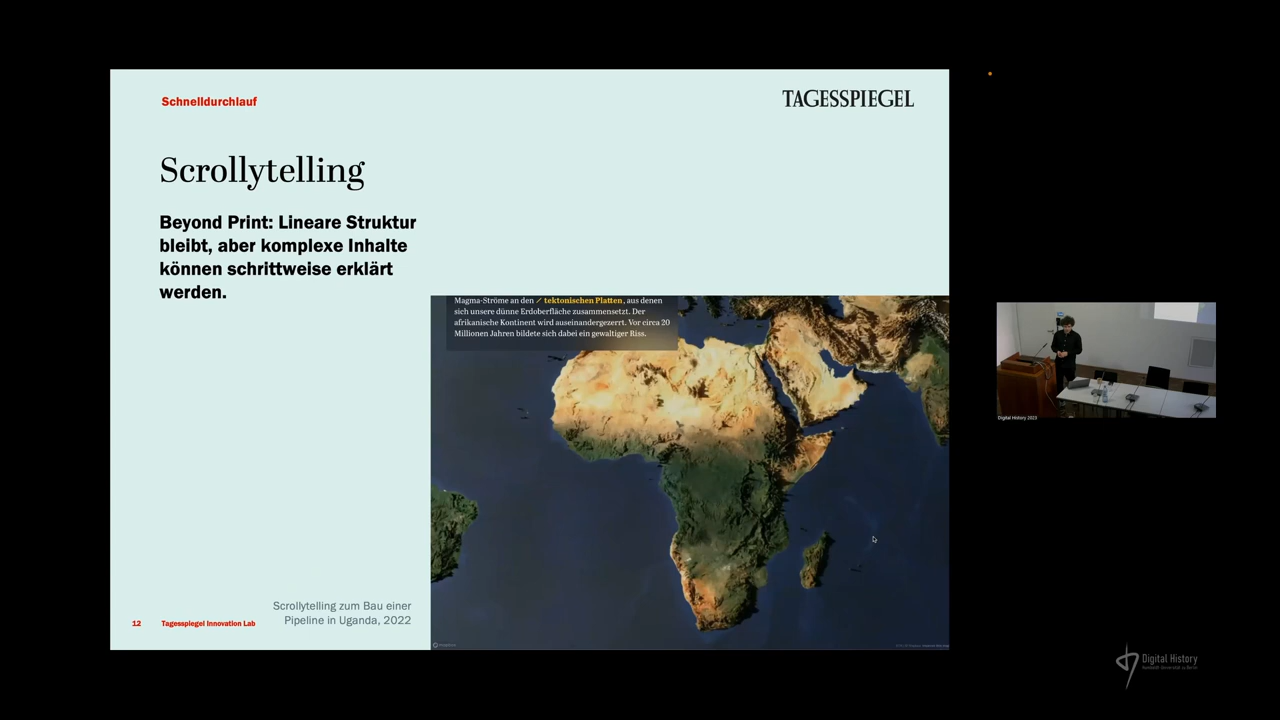 Schnelldurchlauf
TAGESSPIEGEL
Scrollytelling
Beyond Print: Lineare Struktur
bleibt, aber komplexe Inhalte
können schrittweise erklärt
werden.
Magma-Ströme an den ⁄ tektonischen Platten, aus denen
sich unsere dünne Erdoberfläche zusammensetzt. Der
afrikanische Kontinent wird auseinandergezerrt. Vor circa 20
Millionen Jahren bildete sich dabei ein gewaltiger Riss.
Scrollytelling zum Bau einer
Pipeline in Uganda, 2022
12 Tagesspiegel Innovation Lab
Digital History 2023
Digital History